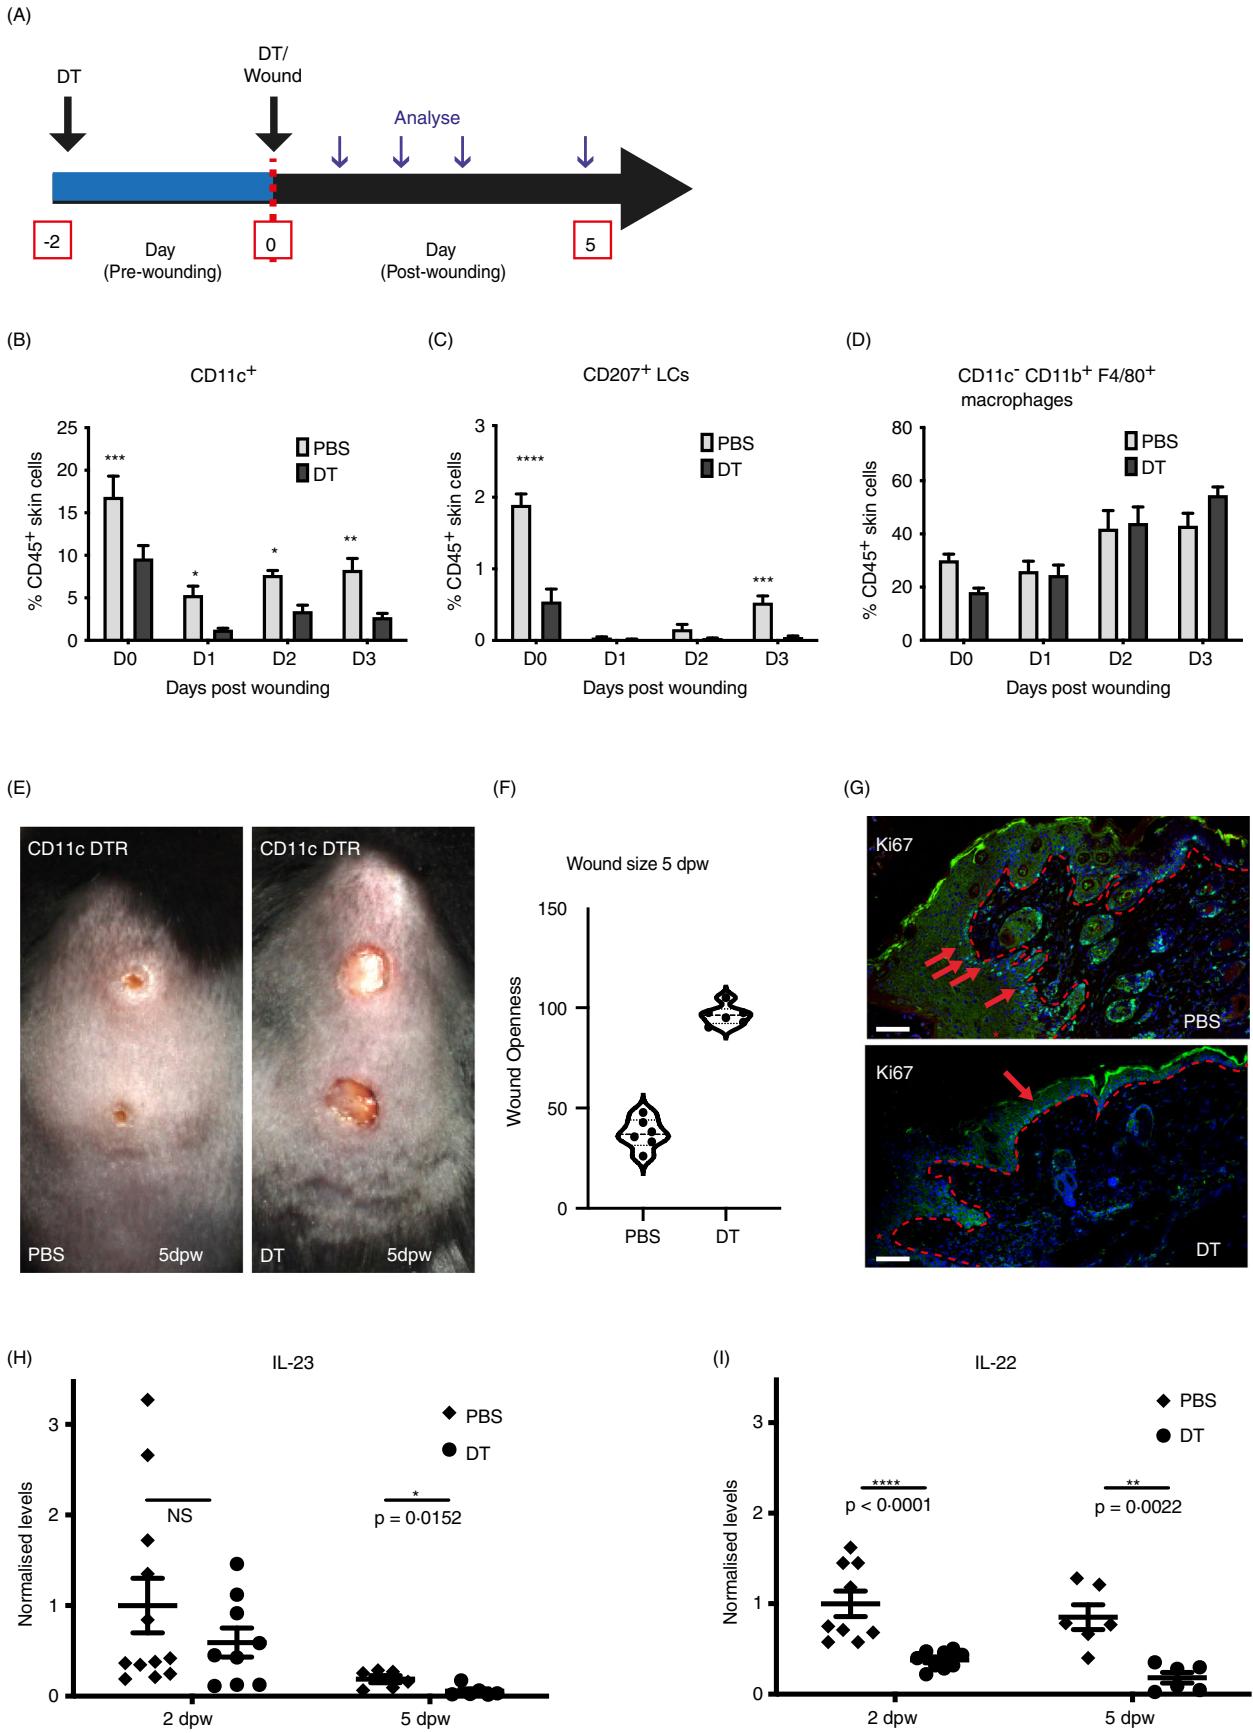 (A)
DT
DT/
Wound
Analyse
-2
0
5
Day
(Pre-wounding)
Day
(Post-wounding)
(B)
CD11c+
25
20
15
10
5
0
% CD45+ skin cells
***
*
*
**
PBS
DT
D0 D1 D2 D3
Days post wounding
(C)
CD207+ LCs
3
2
1
0
% CD45+ skin cells
****
***
PBS
DT
D0 D1 D2 D3
Days post wounding
(D)
CD11c- CD11b+ F4/80+
macrophages
80
60
40
20
0
% CD45+ skin cells
PBS
DT
D0 D1 D2 D3
Days post wounding
(E)
CD11c DTR
PBS 5dpw
CD11c DTR
DT 5dpw
(F)
Wound size 5 dpw
150
100
50
0
Wound Openness
PBS DT
(G)
Ki67
*
PBS
Ki67
*
DT
(H)
IL-23
3
2
1
0
Normalised levels
PBS
DT
NS
*
p = 0·0152
2 dpw 5 dpw
(I)
IL-22
3
2
1
0
Normalised levels
PBS
DT
****
p < 0·0001
**
p = 0·0022
2 dpw 5 dpw